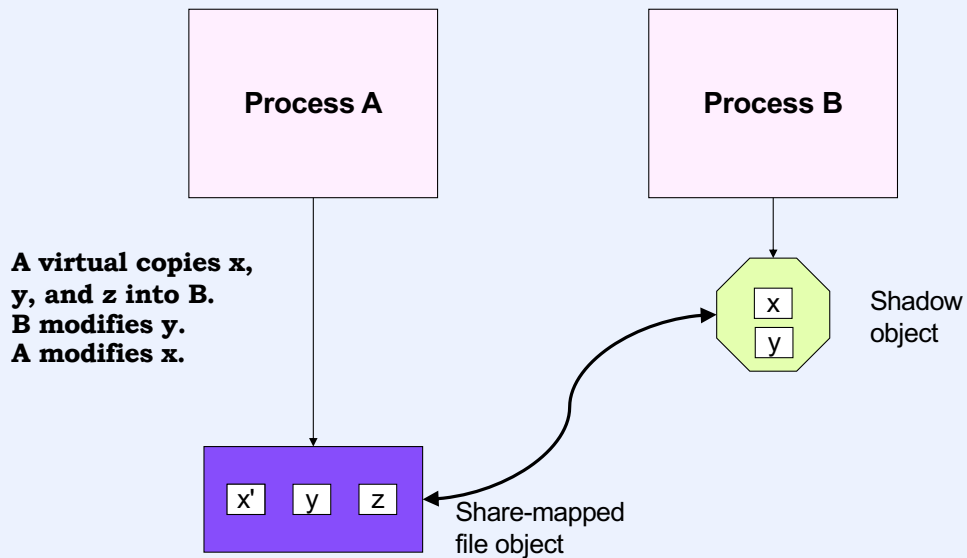 Process A
Process B
A virtual copies x,
y, and z into B.
B modifies y.
A modifies x.
x
y
Shadow
object
x' y z
Share-mapped
file object